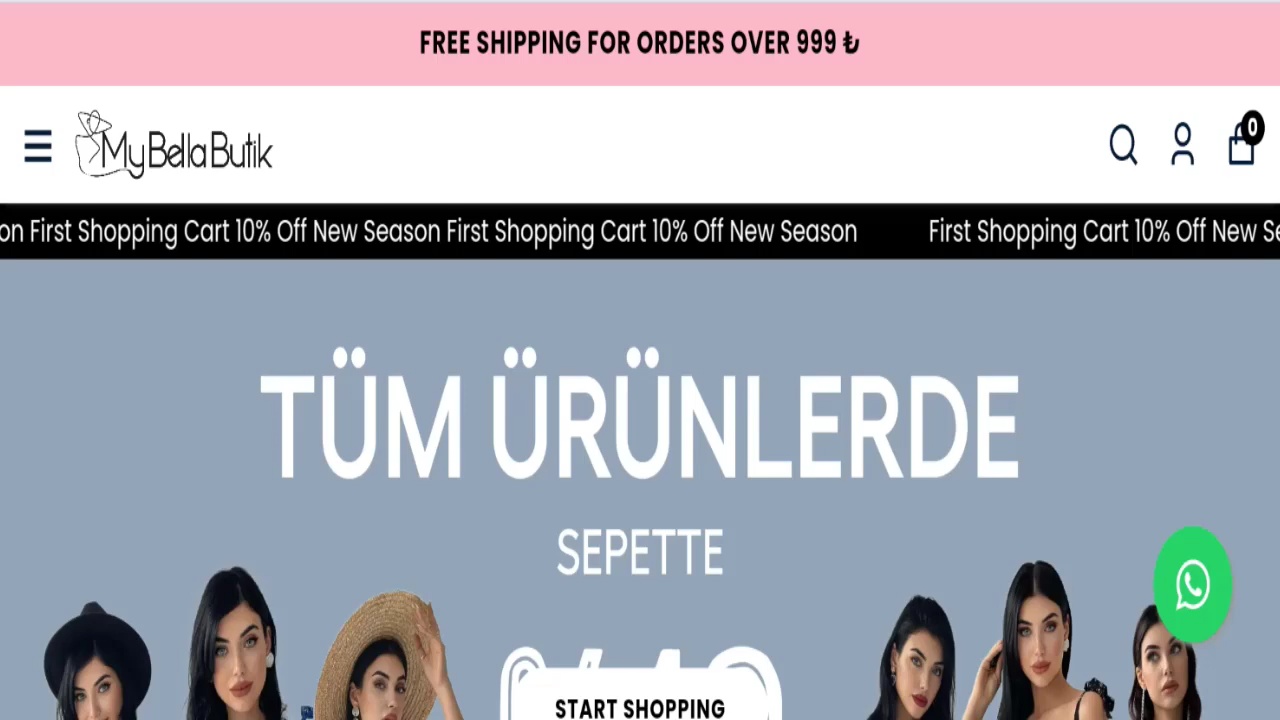 FREE SHIPPING FOR ORDERS OVER 999 ₺
MyBellaButik
0
on First Shopping Cart 10% Off New Season First Shopping Cart 10% Off New Season First Shopping Cart 10% Off New Se
TÜM ÜRÜNLERDE
SEPETTE
START SHOPPING